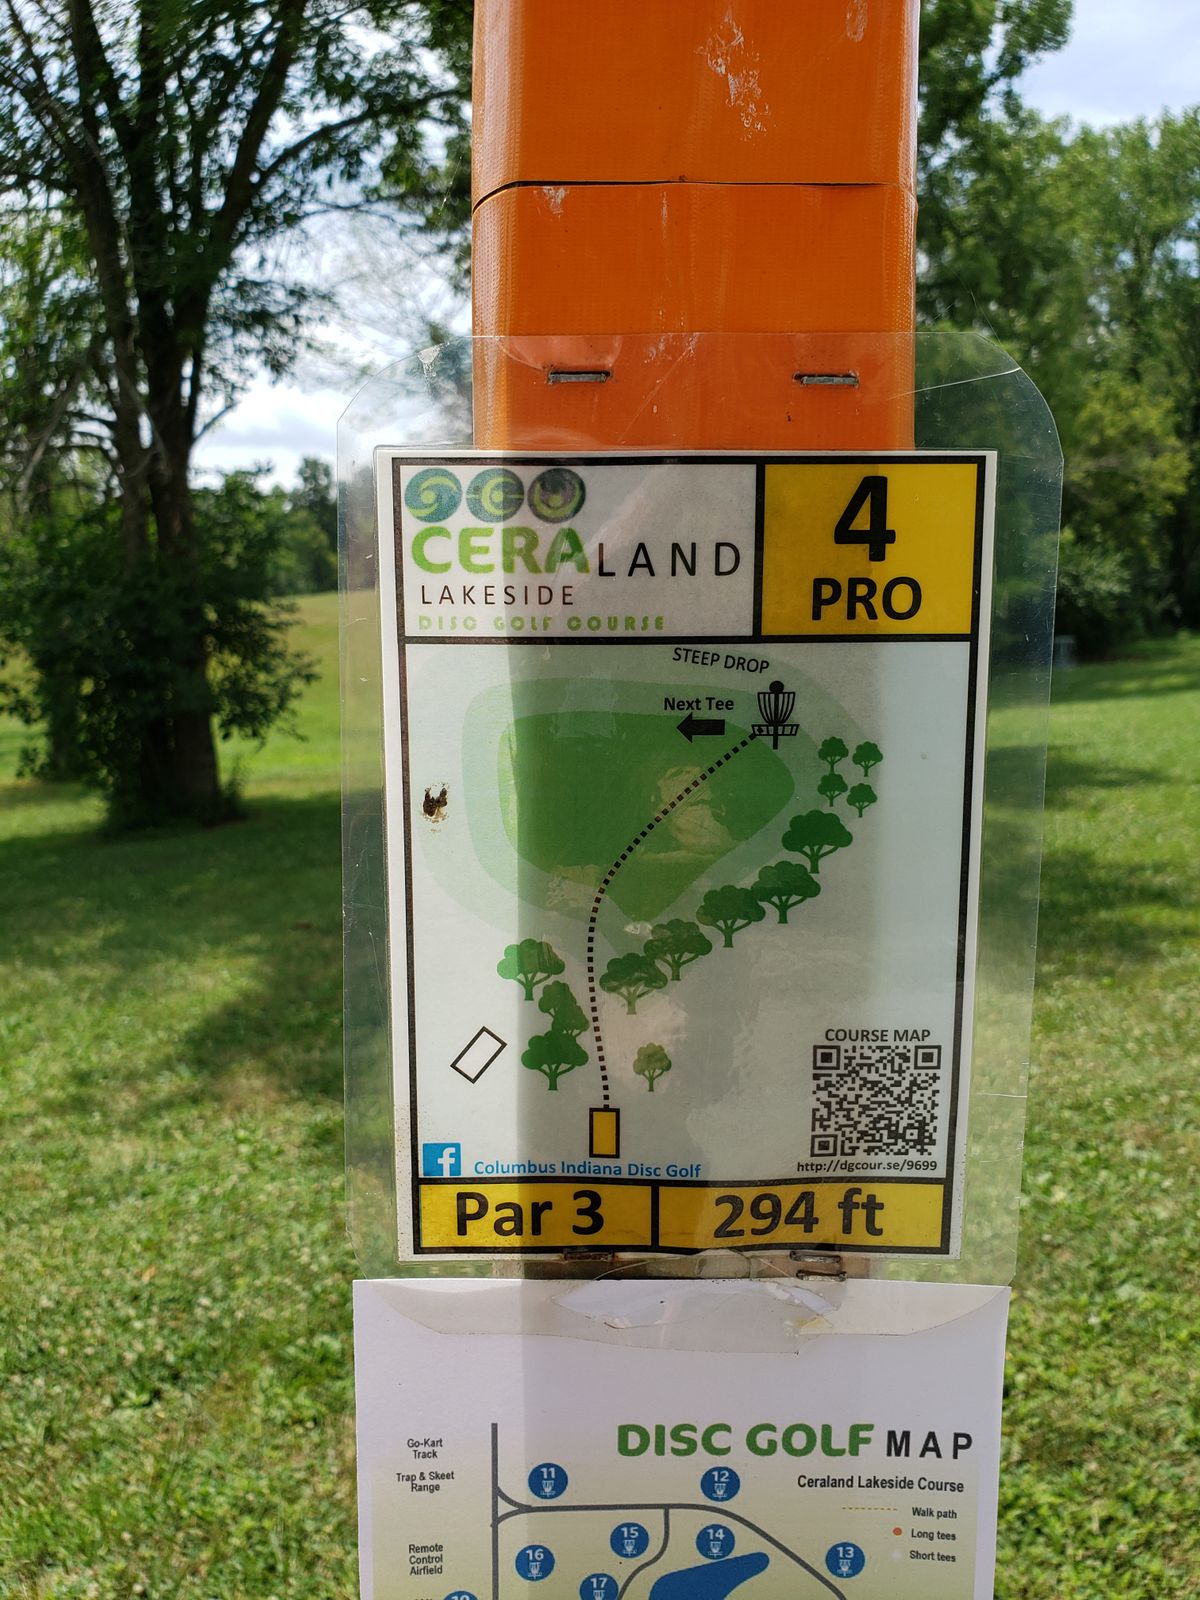 CERALAND
LAKESIDE
DISC GOLF COURSE
4
PRO
STEEP DROP
Next Tee
COURSE MAP
http://dgcour.se/9699
f Columbus Indiana Disc Golf
Par 3
294 ft
DISC GOLF MAP
Ceraland Lakeside Course
Walk path
Long tees
Short tees
Go-Kart
Track
Trap & Skeet
Range
Remote
Control
Airfield
11
12
15
14
16
13
17